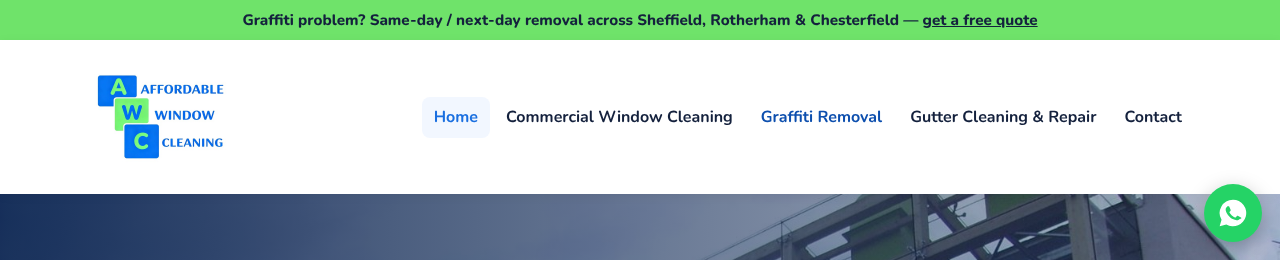 Graffiti problem? Same-day / next-day removal across Sheffield, Rotherham & Chesterfield — get a free quote
A AFFORDABLE
W WINDOW
C CLEANING
Home Commercial Window Cleaning Graffiti Removal Gutter Cleaning & Repair Contact